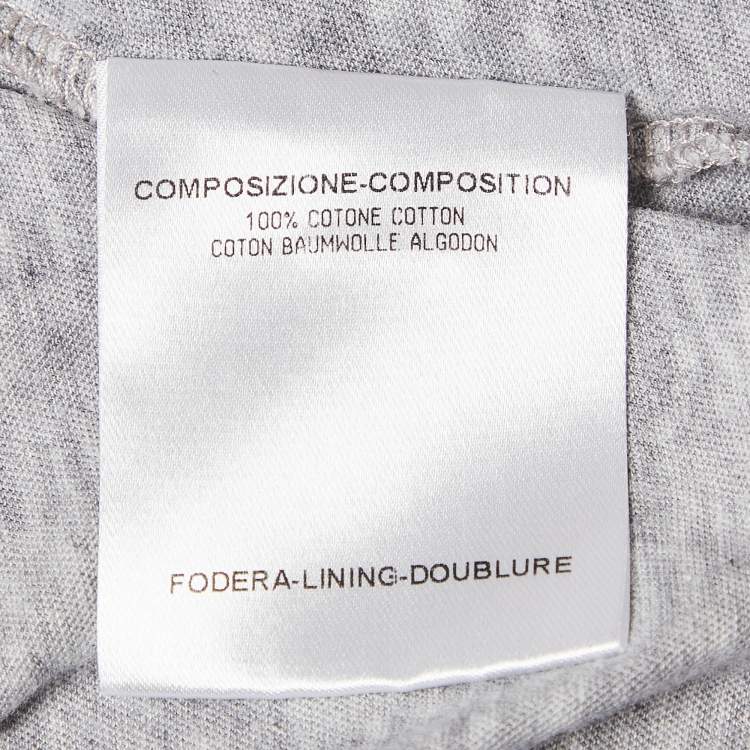 COMPOSIZIONE-COMPOSITION
100% COTONE COTTON
COTON BAUMWOLLE ALGODON
FODERA-LINING-DOUBLURE